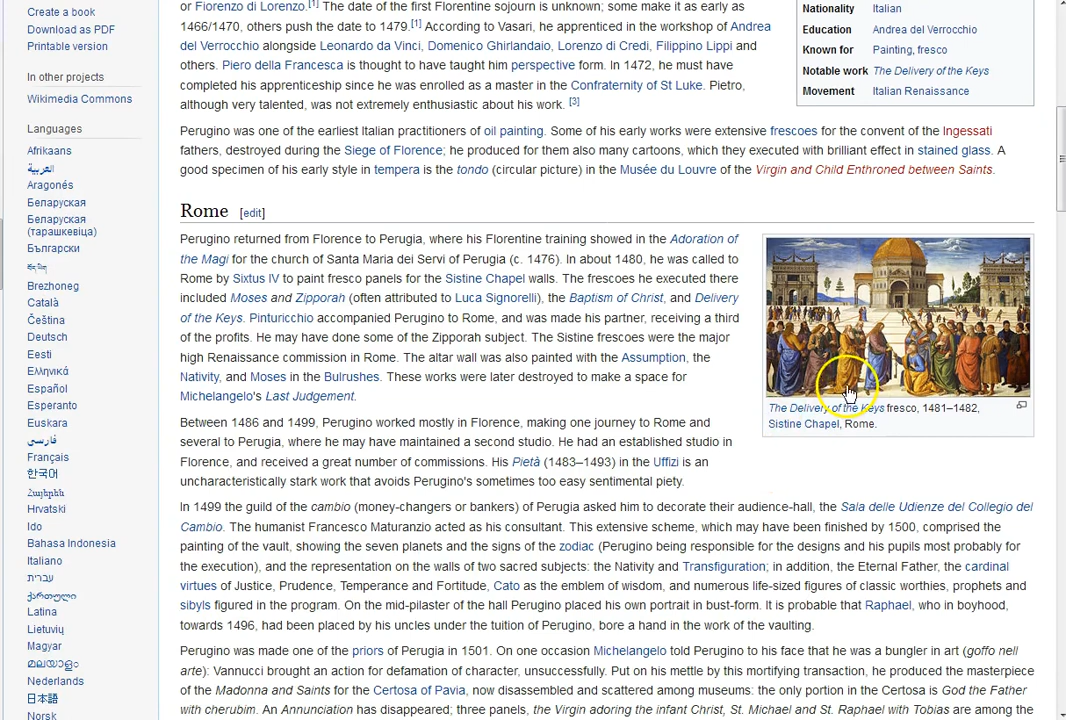 Create a book
Download as PDF
Printable version
In other projects
Wikimedia Commons
Languages
Afrikaans
العربية
Aragonés
Беларуская
Беларуская
(тарашкевіца)
Български
Brezhoneg
Català
Čeština
Deutsch
Eesti
Ελληνικά
Español
Esperanto
Euskara
فارسی
Français
한국어
Հայերեն
Hrvatski
Ido
Bahasa Indonesia
Italiano
עברית
ქართული
Latina
Lietuvių
Magyar
മലയാളം
Nederlands
日本語
Norsk
or Fiorenzo di Lorenzo.[1] The date of the first Florentine sojourn is unknown; some make it as early as
1466/1470, others push the date to 1479.[1] According to Vasari, he apprenticed in the workshop of Andrea
del Verrocchio alongside Leonardo da Vinci, Domenico Ghirlandaio, Lorenzo di Credi, Filippino Lippi and
others. Piero della Francesca is thought to have taught him perspective form. In 1472, he must have
completed his apprenticeship since he was enrolled as a master in the Confraternity of St Luke. Pietro,
although very talented, was not extremely enthusiastic about his work. [3]
Nationality Italian
Education Andrea del Verrocchio
Known for Painting, fresco
Notable work The Delivery of the Keys
Movement Italian Renaissance
Perugino was one of the earliest Italian practitioners of oil painting. Some of his early works were extensive frescoes for the convent of the Ingessati
fathers, destroyed during the Siege of Florence; he produced for them also many cartoons, which they executed with brilliant effect in stained glass. A
good specimen of his early style in tempera is the tondo (circular picture) in the Musée du Louvre of the Virgin and Child Enthroned between Saints.
Rome [edit]
Perugino returned from Florence to Perugia, where his Florentine training showed in the Adoration of
the Magi for the church of Santa Maria dei Servi of Perugia (c. 1476). In about 1480, he was called to
Rome by Sixtus IV to paint fresco panels for the Sistine Chapel walls. The frescoes he executed there
included Moses and Zipporah (often attributed to Luca Signorelli), the Baptism of Christ, and Delivery
of the Keys. Pinturicchio accompanied Perugino to Rome, and was made his partner, receiving a third
of the profits. He may have done some of the Zipporah subject. The Sistine frescoes were the major
high Renaissance commission in Rome. The altar wall was also painted with the Assumption, the
Nativity, and Moses in the Bulrushes. These works were later destroyed to make a space for
Michelangelo's Last Judgement.
The Delivery of the Keys fresco, 1481–1482,
Sistine Chapel, Rome.
Between 1486 and 1499, Perugino worked mostly in Florence, making one journey to Rome and
several to Perugia, where he may have maintained a second studio. He had an established studio in
Florence, and received a great number of commissions. His Pietà (1483–1493) in the Uffizi is an
uncharacteristically stark work that avoids Perugino's sometimes too easy sentimental piety.
In 1499 the guild of the cambio (money-changers or bankers) of Perugia asked him to decorate their audience-hall, the Sala delle Udienze del Collegio del
Cambio. The humanist Francesco Maturanzio acted as his consultant. This extensive scheme, which may have been finished by 1500, comprised the
painting of the vault, showing the seven planets and the signs of the zodiac (Perugino being responsible for the designs and his pupils most probably for
the execution), and the representation on the walls of two sacred subjects: the Nativity and Transfiguration; in addition, the Eternal Father, the cardinal
virtues of Justice, Prudence, Temperance and Fortitude, Cato as the emblem of wisdom, and numerous life-sized figures of classic worthies, prophets and
sibyls figured in the program. On the mid-pilaster of the hall Perugino placed his own portrait in bust-form. It is probable that Raphael, who in boyhood,
towards 1496, had been placed by his uncles under the tuition of Perugino, bore a hand in the work of the vaulting.
Perugino was made one of the priors of Perugia in 1501. On one occasion Michelangelo told Perugino to his face that he was a bungler in art (goffo nell
arte): Vannucci brought an action for defamation of character, unsuccessfully. Put on his mettle by this mortifying transaction, he produced the masterpiece
of the Madonna and Saints for the Certosa of Pavia, now disassembled and scattered among museums: the only portion in the Certosa is God the Father
with cherubim. An Annunciation has disappeared; three panels, the Virgin adoring the infant Christ, St. Michael and St. Raphael with Tobias are among the